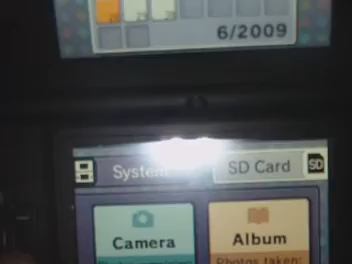 6/2009
System
SD Card
SD
Camera
Album
Photos taken: